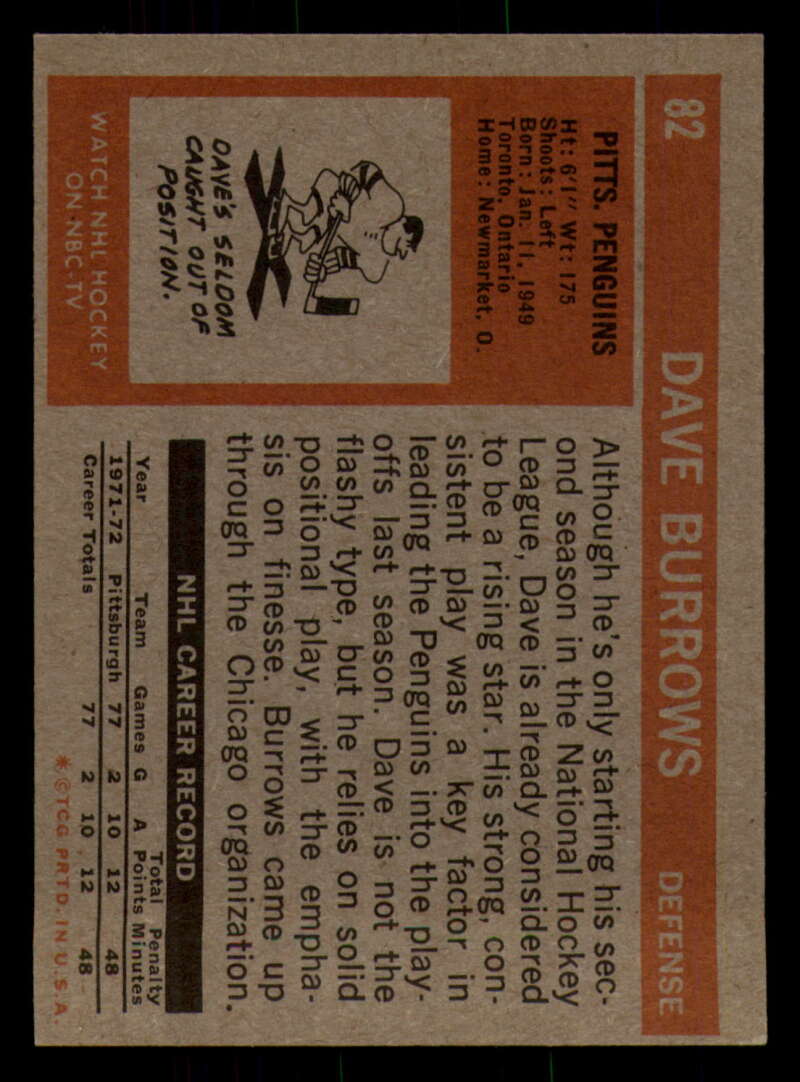 82 DAVE BURROWS DEFENSE
PITTS. PENGUINS
Ht: 6'1" Wt: 175
Shoots: Left
Born: Jan. 11, 1949
Toronto, Ontario
Home: Newmarket, O.
DAVE'S SELDOM
CAUGHT OUT OF
POSITION.
WATCH NHL HOCKEY
ON NBC-TV
Although he's only starting his sec-
ond season in the National Hockey
League, Dave is already considered
to be a rising star. His strong, con-
sistent play was a key factor in
leading the Penguins into the play-
offs last season. Dave is not the
flashy type, but he relies on solid
positional play, with the empha-
sis on finesse. Burrows came up
through the Chicago organization.
NHL CAREER RECORD
Total Penalty
Year Team Games G A Points Minutes
1971-72 Pittsburgh 77 2 10 12 48
Career Totals 77 2 10 12 48
* ©TCG PRTD. IN U.S.A.